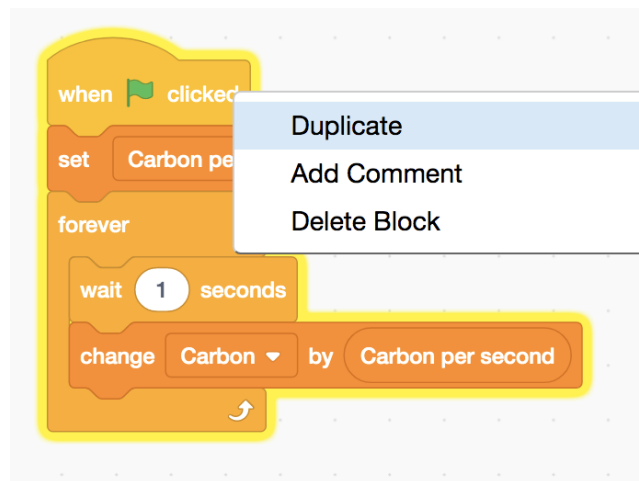 when clicked
Duplicate
set Carbon pe
Add Comment
Delete Block
forever
wait 1 seconds
change Carbon by Carbon per second